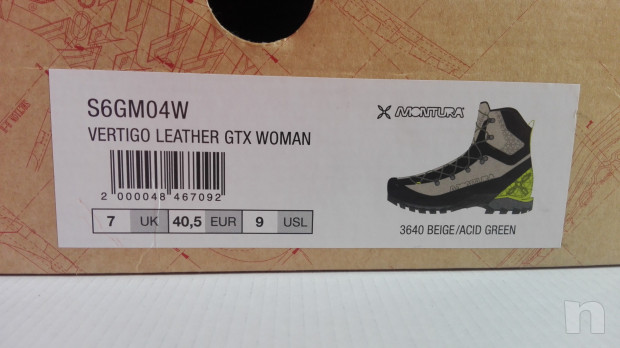 S6GM04W
VERTIGO LEATHER GTX WOMAN
2 000048 467092
7 UK 40,5 EUR 9 USL
MONTURA
3640 BEIGE/ACID GREEN
n